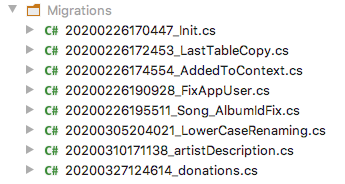 Migrations
C# 20200226170447_Init.cs
C# 20200226172453_LastTableCopy.cs
C# 20200226174554_AddedToContext.cs
C# 20200226190928_FixAppUser.cs
C# 20200226195511_Song_AlbumIdFix.cs
C# 20200305204021_LowerCaseRenaming.cs
C# 20200310171138_artistDescription.cs
C# 20200327124614_donations.cs